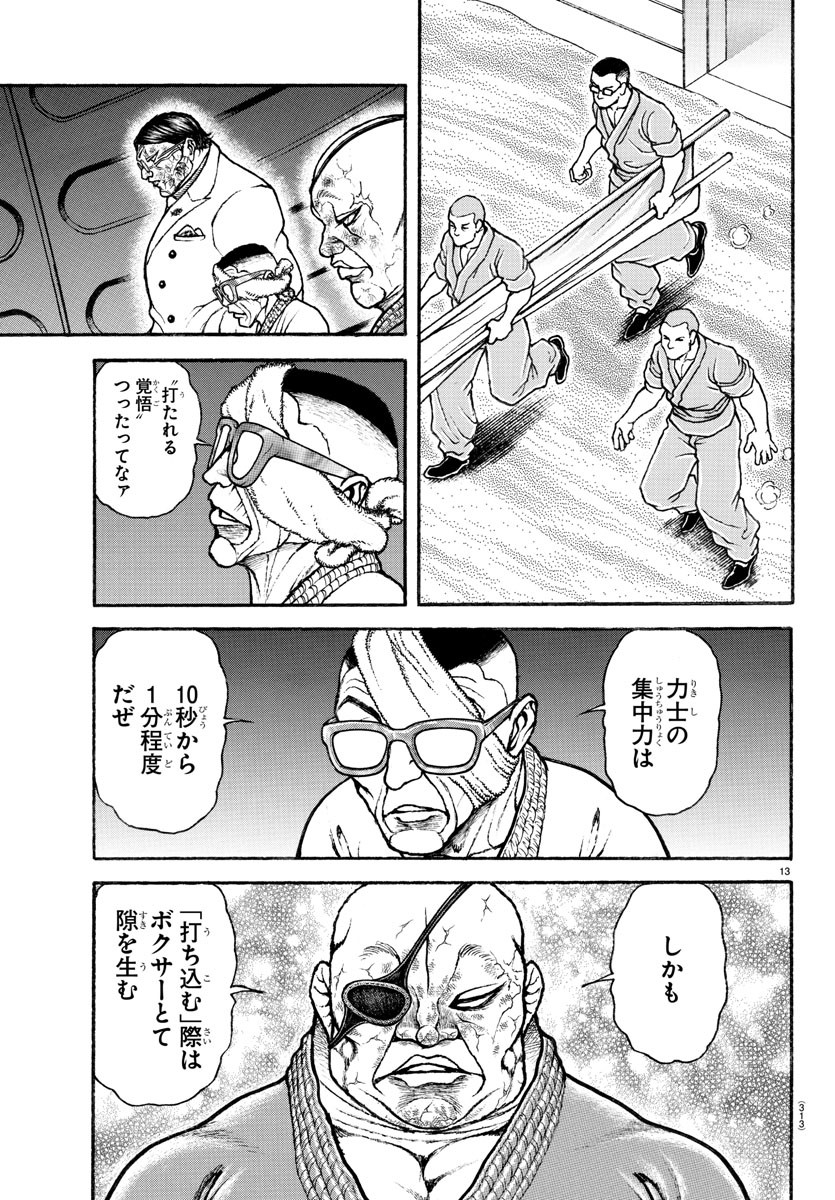 〝打たれる
覚悟〟
つったってなァ
力士の
集中力は
10秒から
1分程度
だぜ
13
しかも
「打ち込む」際は
ボクサーとて
隙を生む
(313)